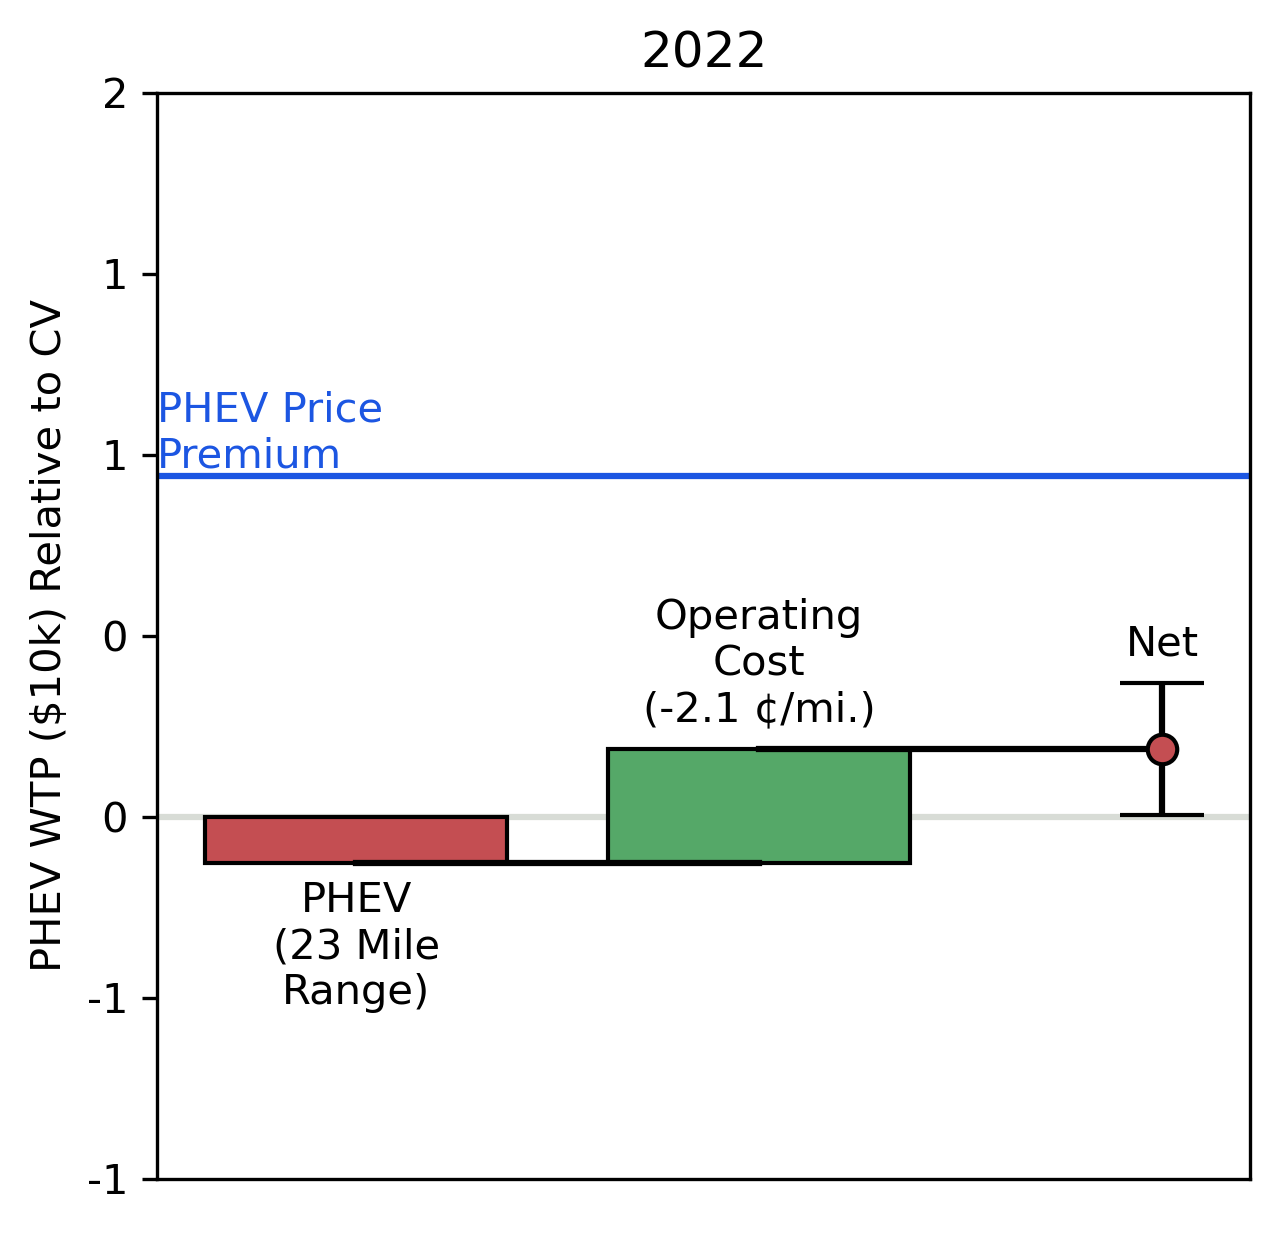 2022
2
1
1
0
0
-1
-1
PHEV WTP ($10k) Relative to CV
PHEV Price
Premium
Operating
Cost
(-2.1 ¢/mi.)
Net
PHEV
(23 Mile
Range)